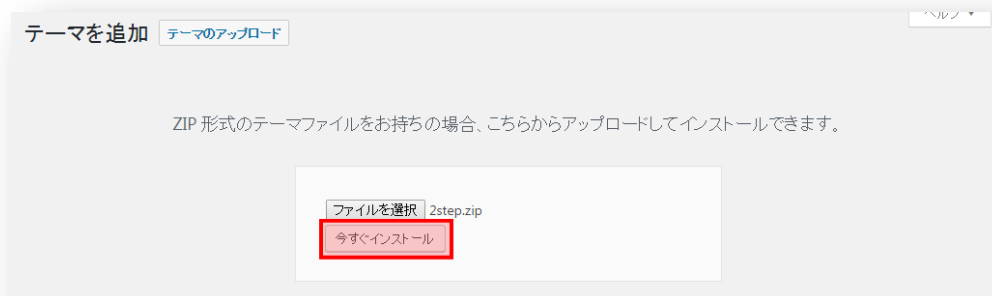 ヘルプ ▼
テーマを追加 テーマのアップロード
ZIP 形式のテーマファイルをお持ちの場合、こちらからアップロードしてインストールできます。
ファイルを選択 2step.zip
今すぐインストール